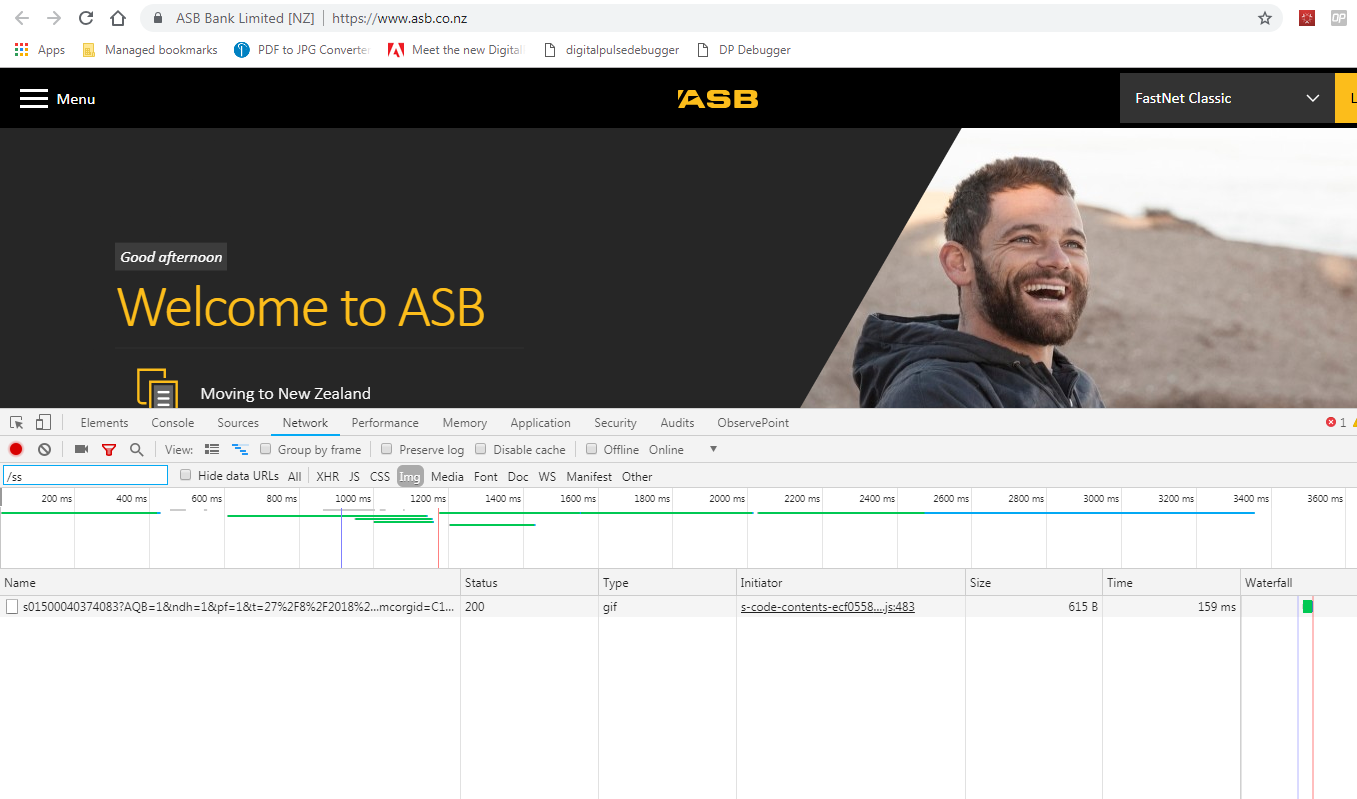 ASB Bank Limited [NZ] | https://www.asb.co.nz
Apps Managed bookmarks PDF to JPG Converter Meet the new Digital digitalpulsedebugger DP Debugger
Menu ASB FastNet Classic L
Good afternoon
Welcome to ASB
Moving to New Zealand
Elements Console Sources Network Performance Memory Application Security Audits ObservePoint 1
View: Group by frame Preserve log Disable cache Offline Online
/ss Hide data URLs All XHR JS CSS Img Media Font Doc WS Manifest Other
200 ms 400 ms 600 ms 800 ms 1000 ms 1200 ms 1400 ms 1600 ms 1800 ms 2000 ms 2200 ms 2400 ms 2600 ms 2800 ms 3000 ms 3200 ms 3400 ms 3600 ms
Name Status Type Initiator Size Time Waterfall
s01500040374083?AQB=1&ndh=1&pf=1&t=27%2F8%2F2018%2...mcorgid=C1... 200 gif s-code-contents-ecf0558....js:483 615 B 159 ms